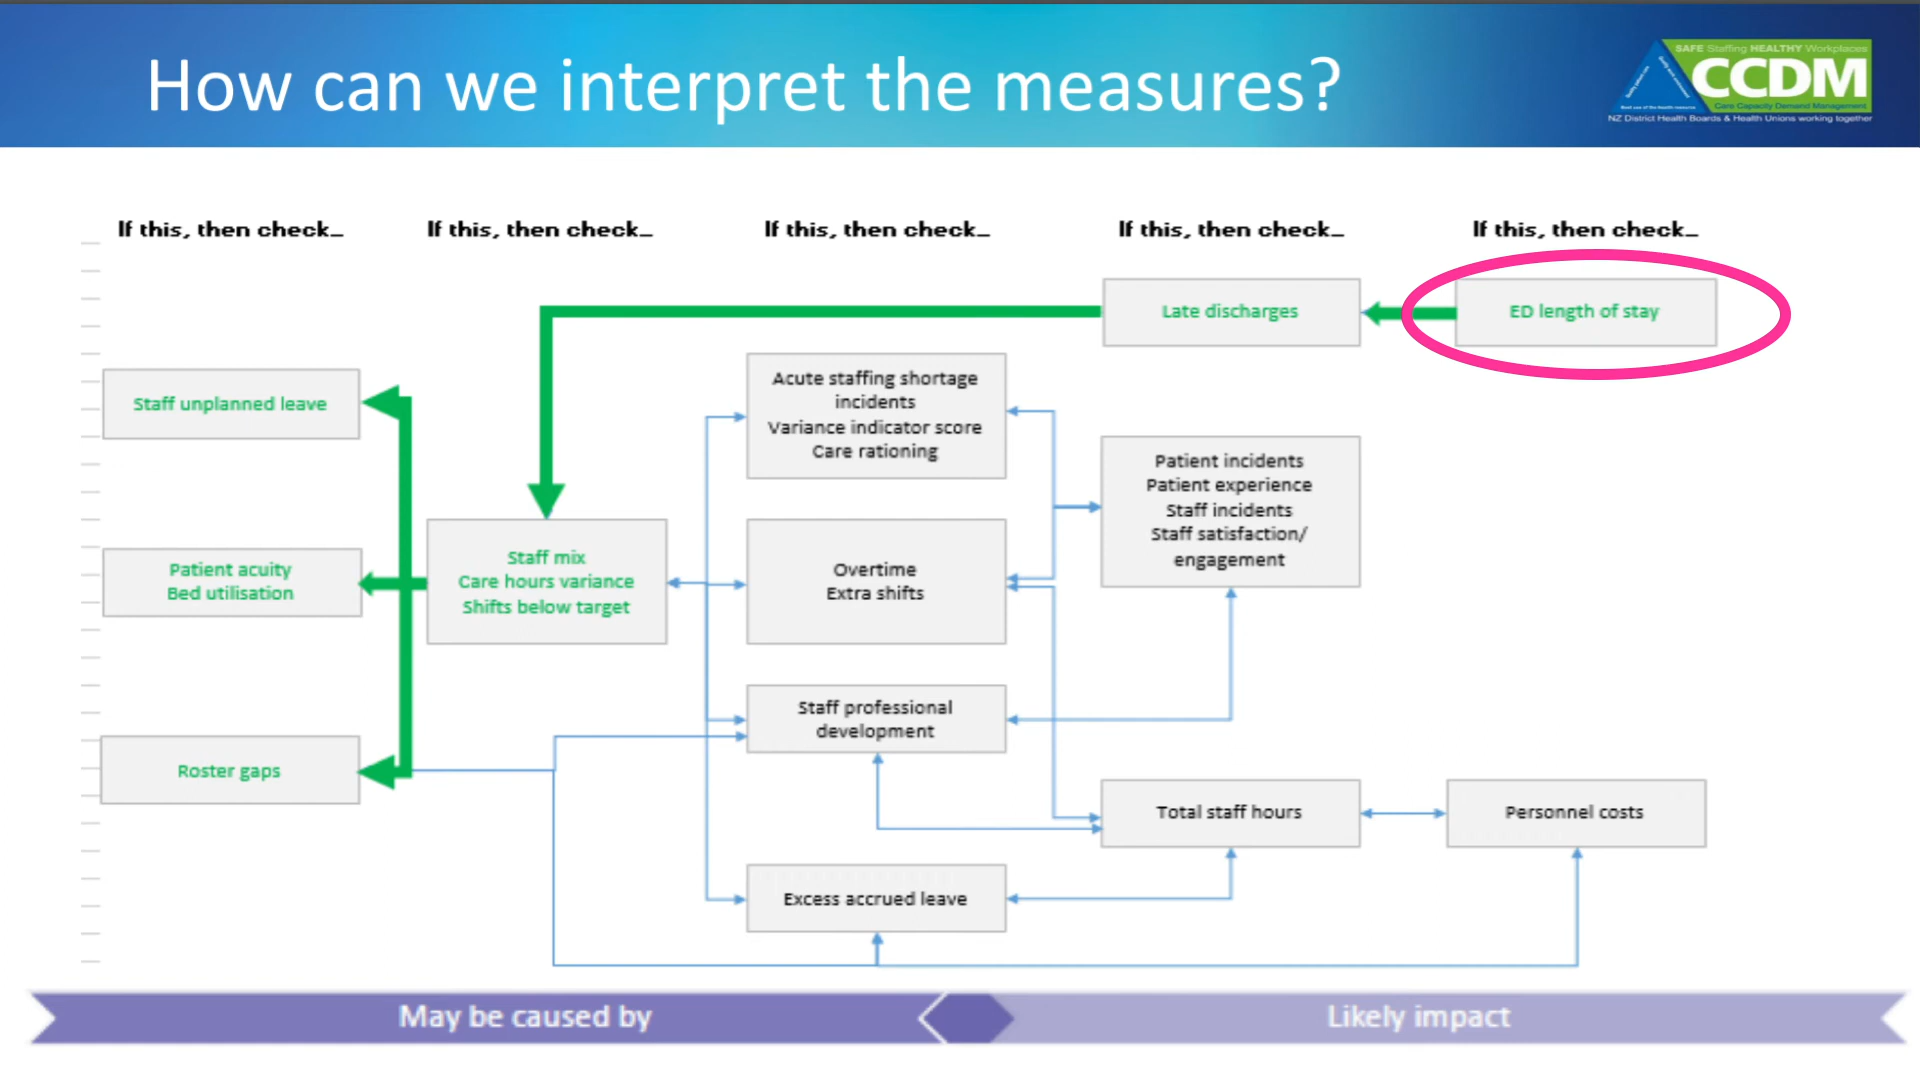 How can we interpret the measures?
SAFE Staffing HEALTHY Workplaces
CCDM
Care Capacity Demand Management
NZ District Health Boards & Health Unions working together
If this, then check...
If this, then check...
If this, then check...
If this, then check...
If this, then check...
Late discharges
ED length of stay
Staff unplanned leave
Acute staffing shortage
incidents
Variance indicator score
Care rationing
Patient incidents
Patient experience
Staff incidents
Staff satisfaction/
engagement
Patient acuity
Bed utilisation
Staff mix
Care hours variance
Shifts below target
Overtime
Extra shifts
Staff professional
development
Roster gaps
Total staff hours
Personnel costs
Excess accrued leave
May be caused by
Likely impact